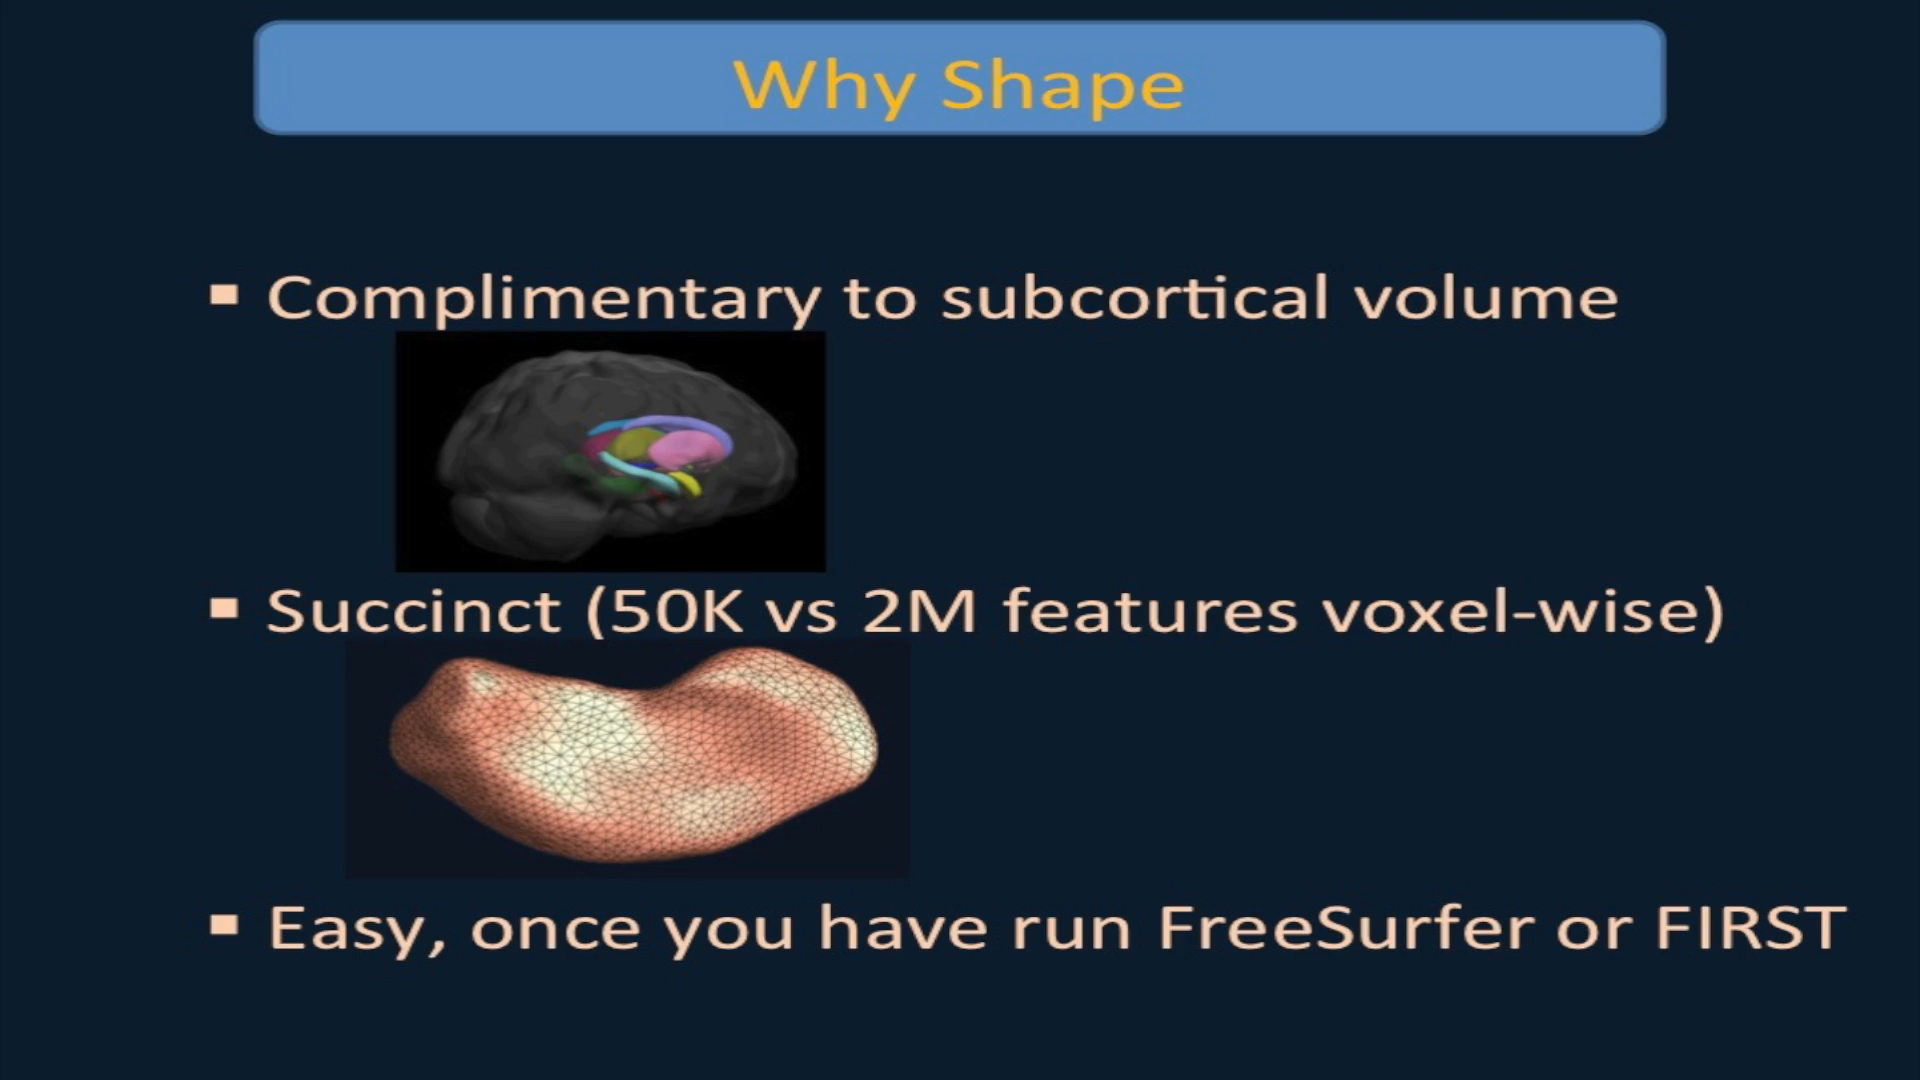 Why Shape
▪ Complimentary to subcortical volume
▪ Succinct (50K vs 2M features voxel-wise)
▪ Easy, once you have run FreeSurfer or FIRST